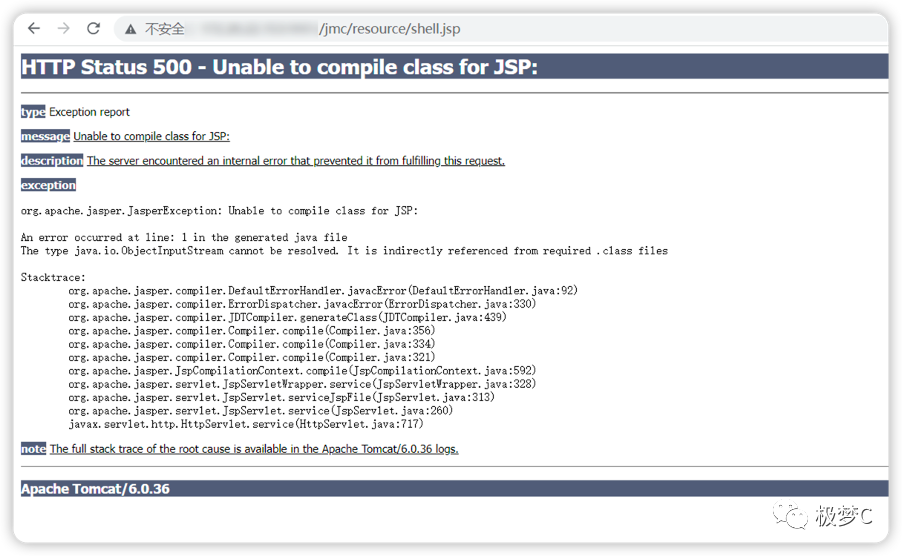 不安全 /jmc/resource/shell.jsp
HTTP Status 500 - Unable to compile class for JSP:
type Exception report
message Unable to compile class for JSP:
description The server encountered an internal error that prevented it from fulfilling this request.
exception
org.apache.jasper.JasperException: Unable to compile class for JSP:
An error occurred at line: 1 in the generated java file
The type java.io.ObjectInputStream cannot be resolved. It is indirectly referenced from required .class files
Stacktrace:
org.apache.jasper.compiler.DefaultErrorHandler.javacError(DefaultErrorHandler.java:92)
org.apache.jasper.compiler.ErrorDispatcher.javacError(ErrorDispatcher.java:330)
org.apache.jasper.compiler.JDTCompiler.generateClass(JDTCompiler.java:439)
org.apache.jasper.compiler.Compiler.compile(Compiler.java:356)
org.apache.jasper.compiler.Compiler.compile(Compiler.java:334)
org.apache.jasper.compiler.Compiler.compile(Compiler.java:321)
org.apache.jasper.JspCompilationContext.compile(JspCompilationContext.java:592)
org.apache.jasper.servlet.JspServletWrapper.service(JspServletWrapper.java:328)
org.apache.jasper.servlet.JspServlet.serviceJspFile(JspServlet.java:313)
org.apache.jasper.servlet.JspServlet.service(JspServlet.java:260)
javax.servlet.http.HttpServlet.service(HttpServlet.java:717)
note The full stack trace of the root cause is available in the Apache Tomcat/6.0.36 logs.
Apache Tomcat/6.0.36
极梦C